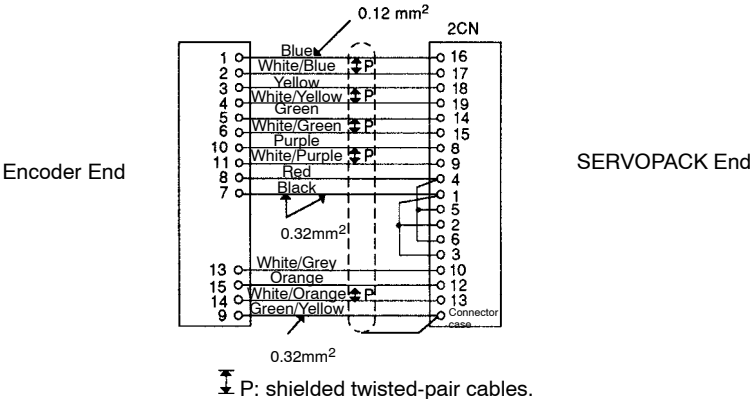 0.12 mm²
2CN
1 Blue 16
2 White/Blue P 17
3 Yellow 18
4 White/Yellow P 19
5 Green 14
6 White/Green P 15
10 Purple 8
11 White/Purple P 9
8 Red 4
7 Black 1
5
2
6
3
0.32mm²
Encoder End
SERVOPACK End
13 White/Grey 10
15 Orange 12
14 White/Orange P 13
9 Green/Yellow Connector
case
0.32mm²
P: shielded twisted-pair cables.